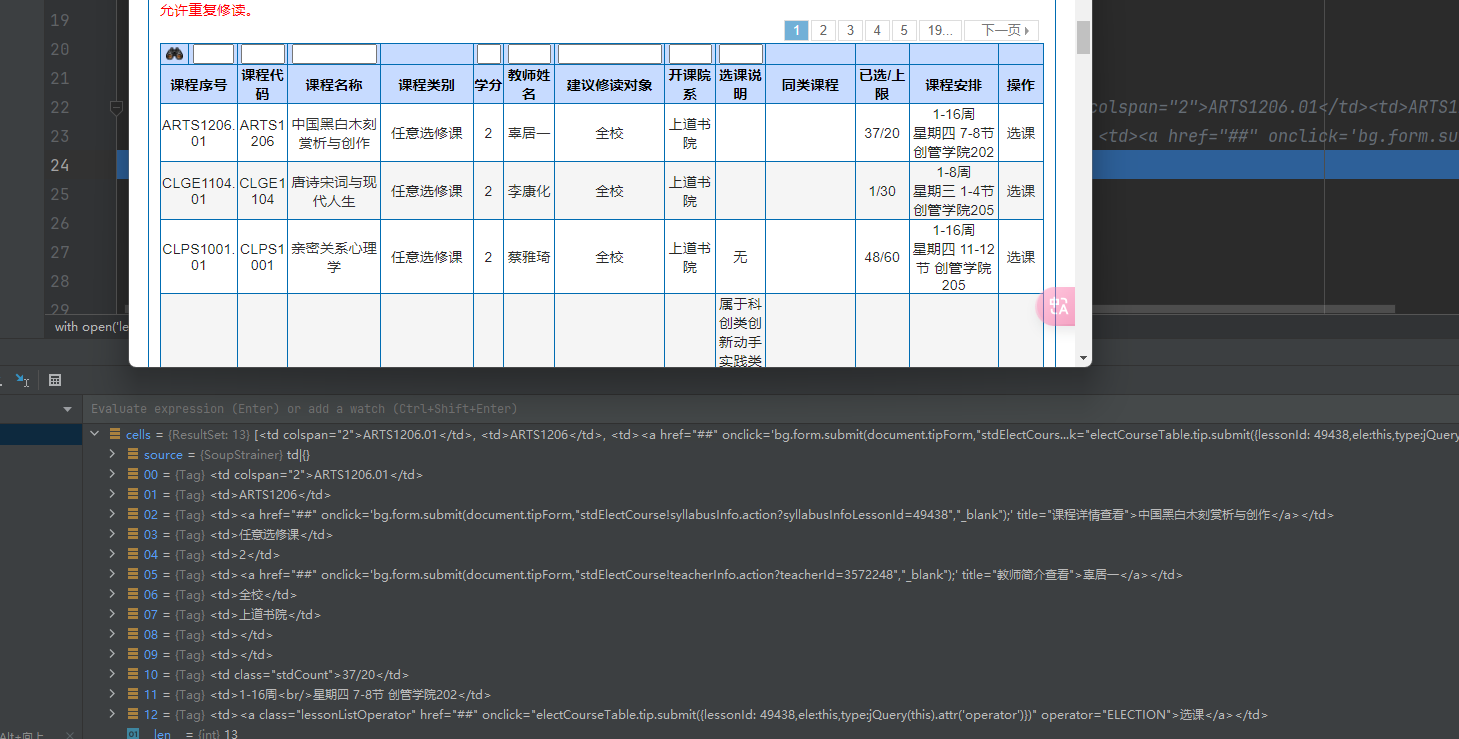 19
20
21
22
23
24
25
26
27
28
29
允许重复修读。
1 2 3 4 5 19... 下一页
课程序号 课程代码 课程名称 课程类别 学分 教师姓名 建议修读对象 开课院系 选课说明 同类课程 已选/上限 课程安排 操作
ARTS1206.01 ARTS1206 中国黑白木刻赏析与创作 任意选修课 2 辜居一 全校 上道书院 37/20 1-16周 星期四 7-8节 创管学院202 选课
CLGE1104.01 CLGE1104 唐诗宋词与现代人生 任意选修课 2 李康化 全校 上道书院 1/30 1-8周 星期三 1-4节 创管学院205 选课
CLPS1001.01 CLPS1001 亲密关系心理学 任意选修课 2 蔡雅琦 全校 上道书院 无 48/60 1-16周 星期四 11-12节 创管学院205 选课
属于科创类创新动手实践类
colspan="2">ARTS1206.01</td><td>ARTS1
<td><a href="##" onclick='bg.form.su
with open('le
Evaluate expression (Enter) or add a watch (Ctrl+Shift+Enter)
cells = {ResultSet: 13} [<td colspan="2">ARTS1206.01</td>, <td>ARTS1206</td>, <td><a href="##" onclick='bg.form.submit(document.tipForm,"stdElectCours...k="electCourseTable.tip.submit({lessonId: 49438,ele:this,type:jQuery
source = {SoupStrainer} td|{}
00 = {Tag} <td colspan="2">ARTS1206.01</td>
01 = {Tag} <td>ARTS1206</td>
02 = {Tag} <td><a href="##" onclick='bg.form.submit(document.tipForm,"stdElectCourse!syllabusInfo.action?syllabusInfoLessonId=49438","_blank");' title="课程详情查看">中国黑白木刻赏析与创作</a></td>
03 = {Tag} <td>任意选修课</td>
04 = {Tag} <td>2</td>
05 = {Tag} <td><a href="##" onclick='bg.form.submit(document.tipForm,"stdElectCourse!teacherInfo.action?teacherId=3572248","_blank");' title="教师简介查看">辜居一</a></td>
06 = {Tag} <td>全校</td>
07 = {Tag} <td>上道书院</td>
08 = {Tag} <td></td>
09 = {Tag} <td></td>
10 = {Tag} <td class="stdCount">37/20</td>
11 = {Tag} <td>1-16周<br/>星期四 7-8节 创管学院202</td>
12 = {Tag} <td><a class="lessonListOperator" href="##" onclick="electCourseTable.tip.submit({lessonId: 49438,ele:this,type:jQuery(this).attr('operator')})" operator="ELECTION">选课</a></td>
__len__ = {int} 13